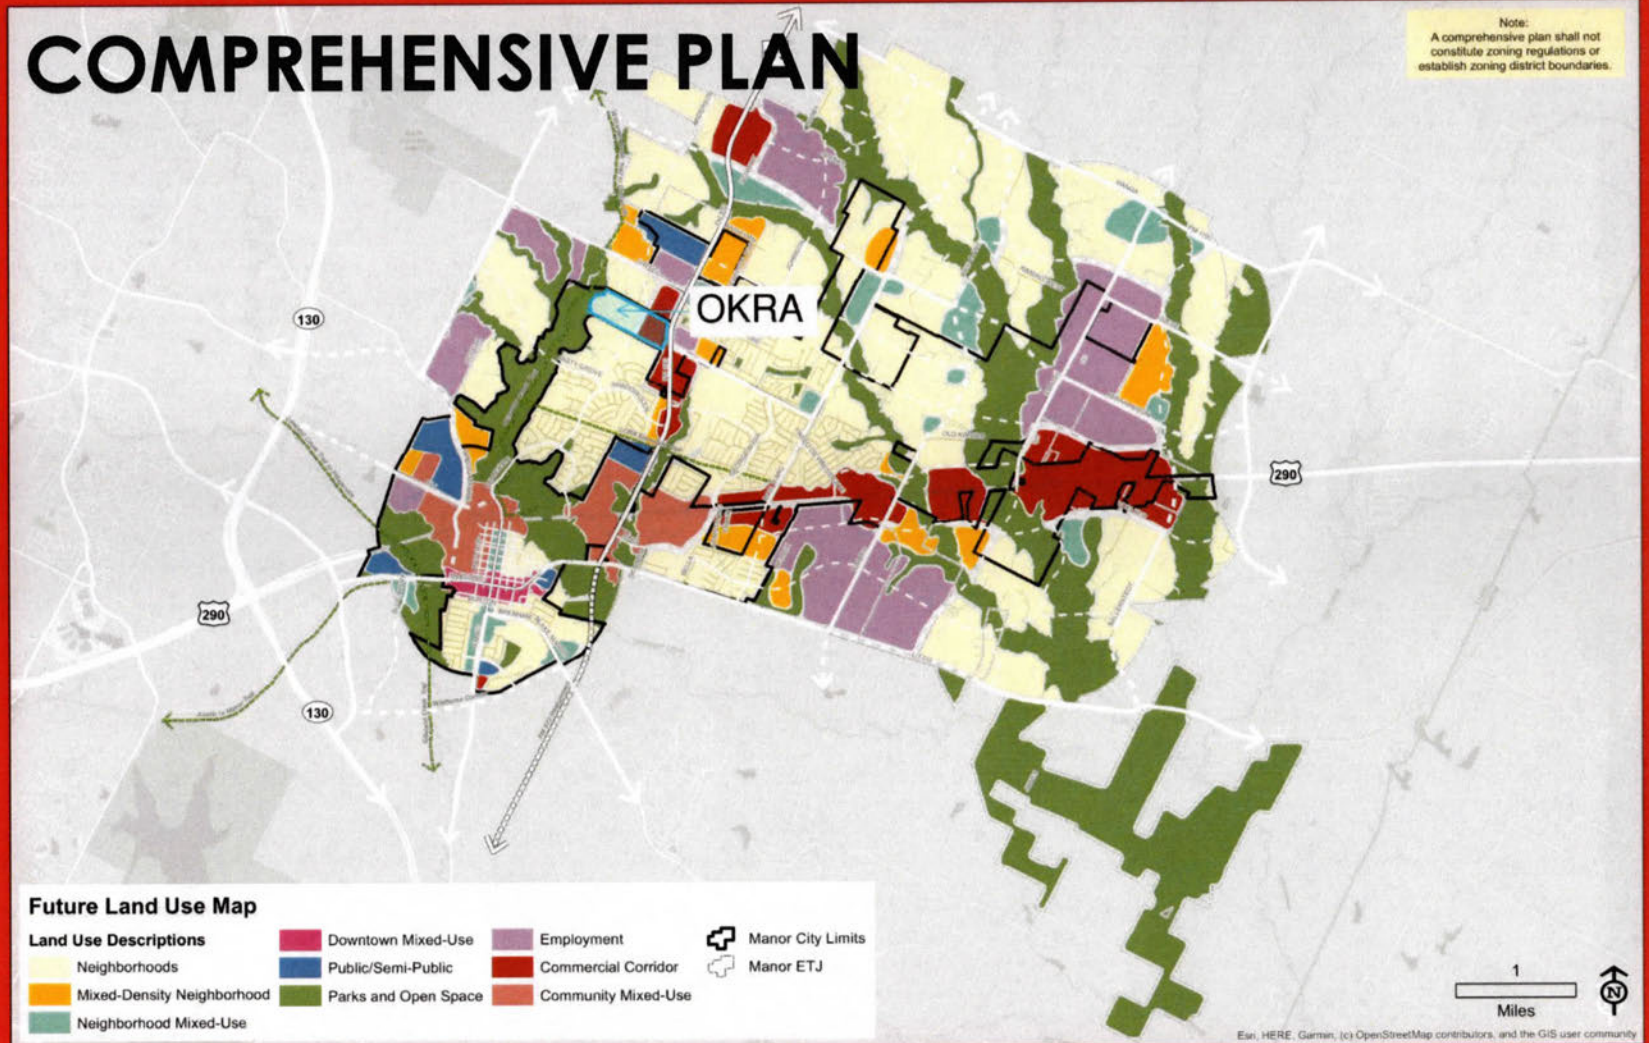 COMPREHENSIVE PLAN
Note:
A comprehensive plan shall not
constitute zoning regulations or
establish zoning district boundaries.
130
OKRA
290
290
130
Future Land Use Map
Land Use Descriptions
Neighborhoods
Mixed-Density Neighborhood
Neighborhood Mixed-Use
Downtown Mixed-Use
Public/Semi-Public
Parks and Open Space
Employment
Commercial Corridor
Community Mixed-Use
Manor City Limits
Manor ETJ
1
Miles
N
Esri, HERE, Garmin, (c) OpenStreetMap contributors, and the GIS user community